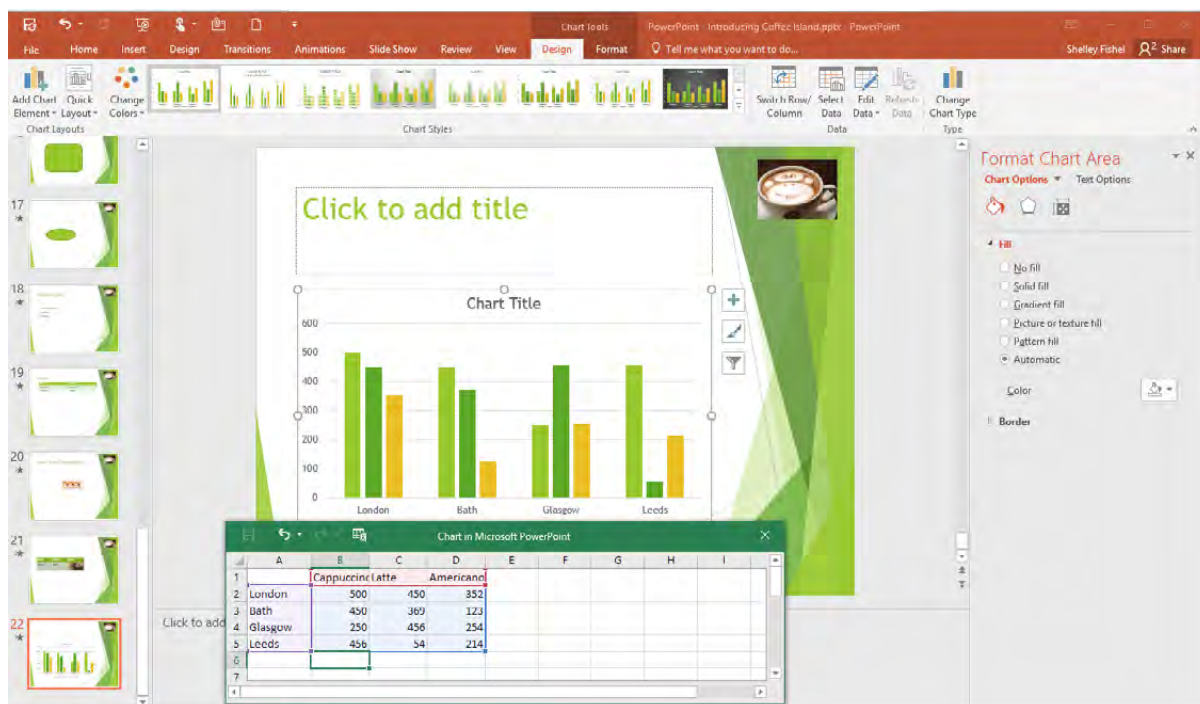 Chart Tools
PowerPoint - Introducing Coffee Island.pptx - PowerPoint
File Home Insert Design Transitions Animations Slide Show Review View Design Format Tell me what you want to do...
Shelley Fishel Share
Add Chart Element Quick Layout Change Colors
Switch Row/ Column Select Data Edit Data Refresh Data Change Chart Type
Chart Layouts Chart Styles Data Type
Format Chart Area
Chart Options Text Options
Fill
No fill
Solid fill
Gradient fill
Picture or texture fill
Pattern fill
Automatic
Color
Border
17
18
19
20
21
22
Click to add title
Chart Title
600
500
400
300
200
100
0
London Bath Glasgow Leeds
Click to add
Chart in Microsoft PowerPoint
A B C D E F G H I
1 Cappuccino Latte Americano
2 London 500 450 352
3 Bath 450 369 123
4 Glasgow 250 456 254
5 Leeds 456 54 214
6
7